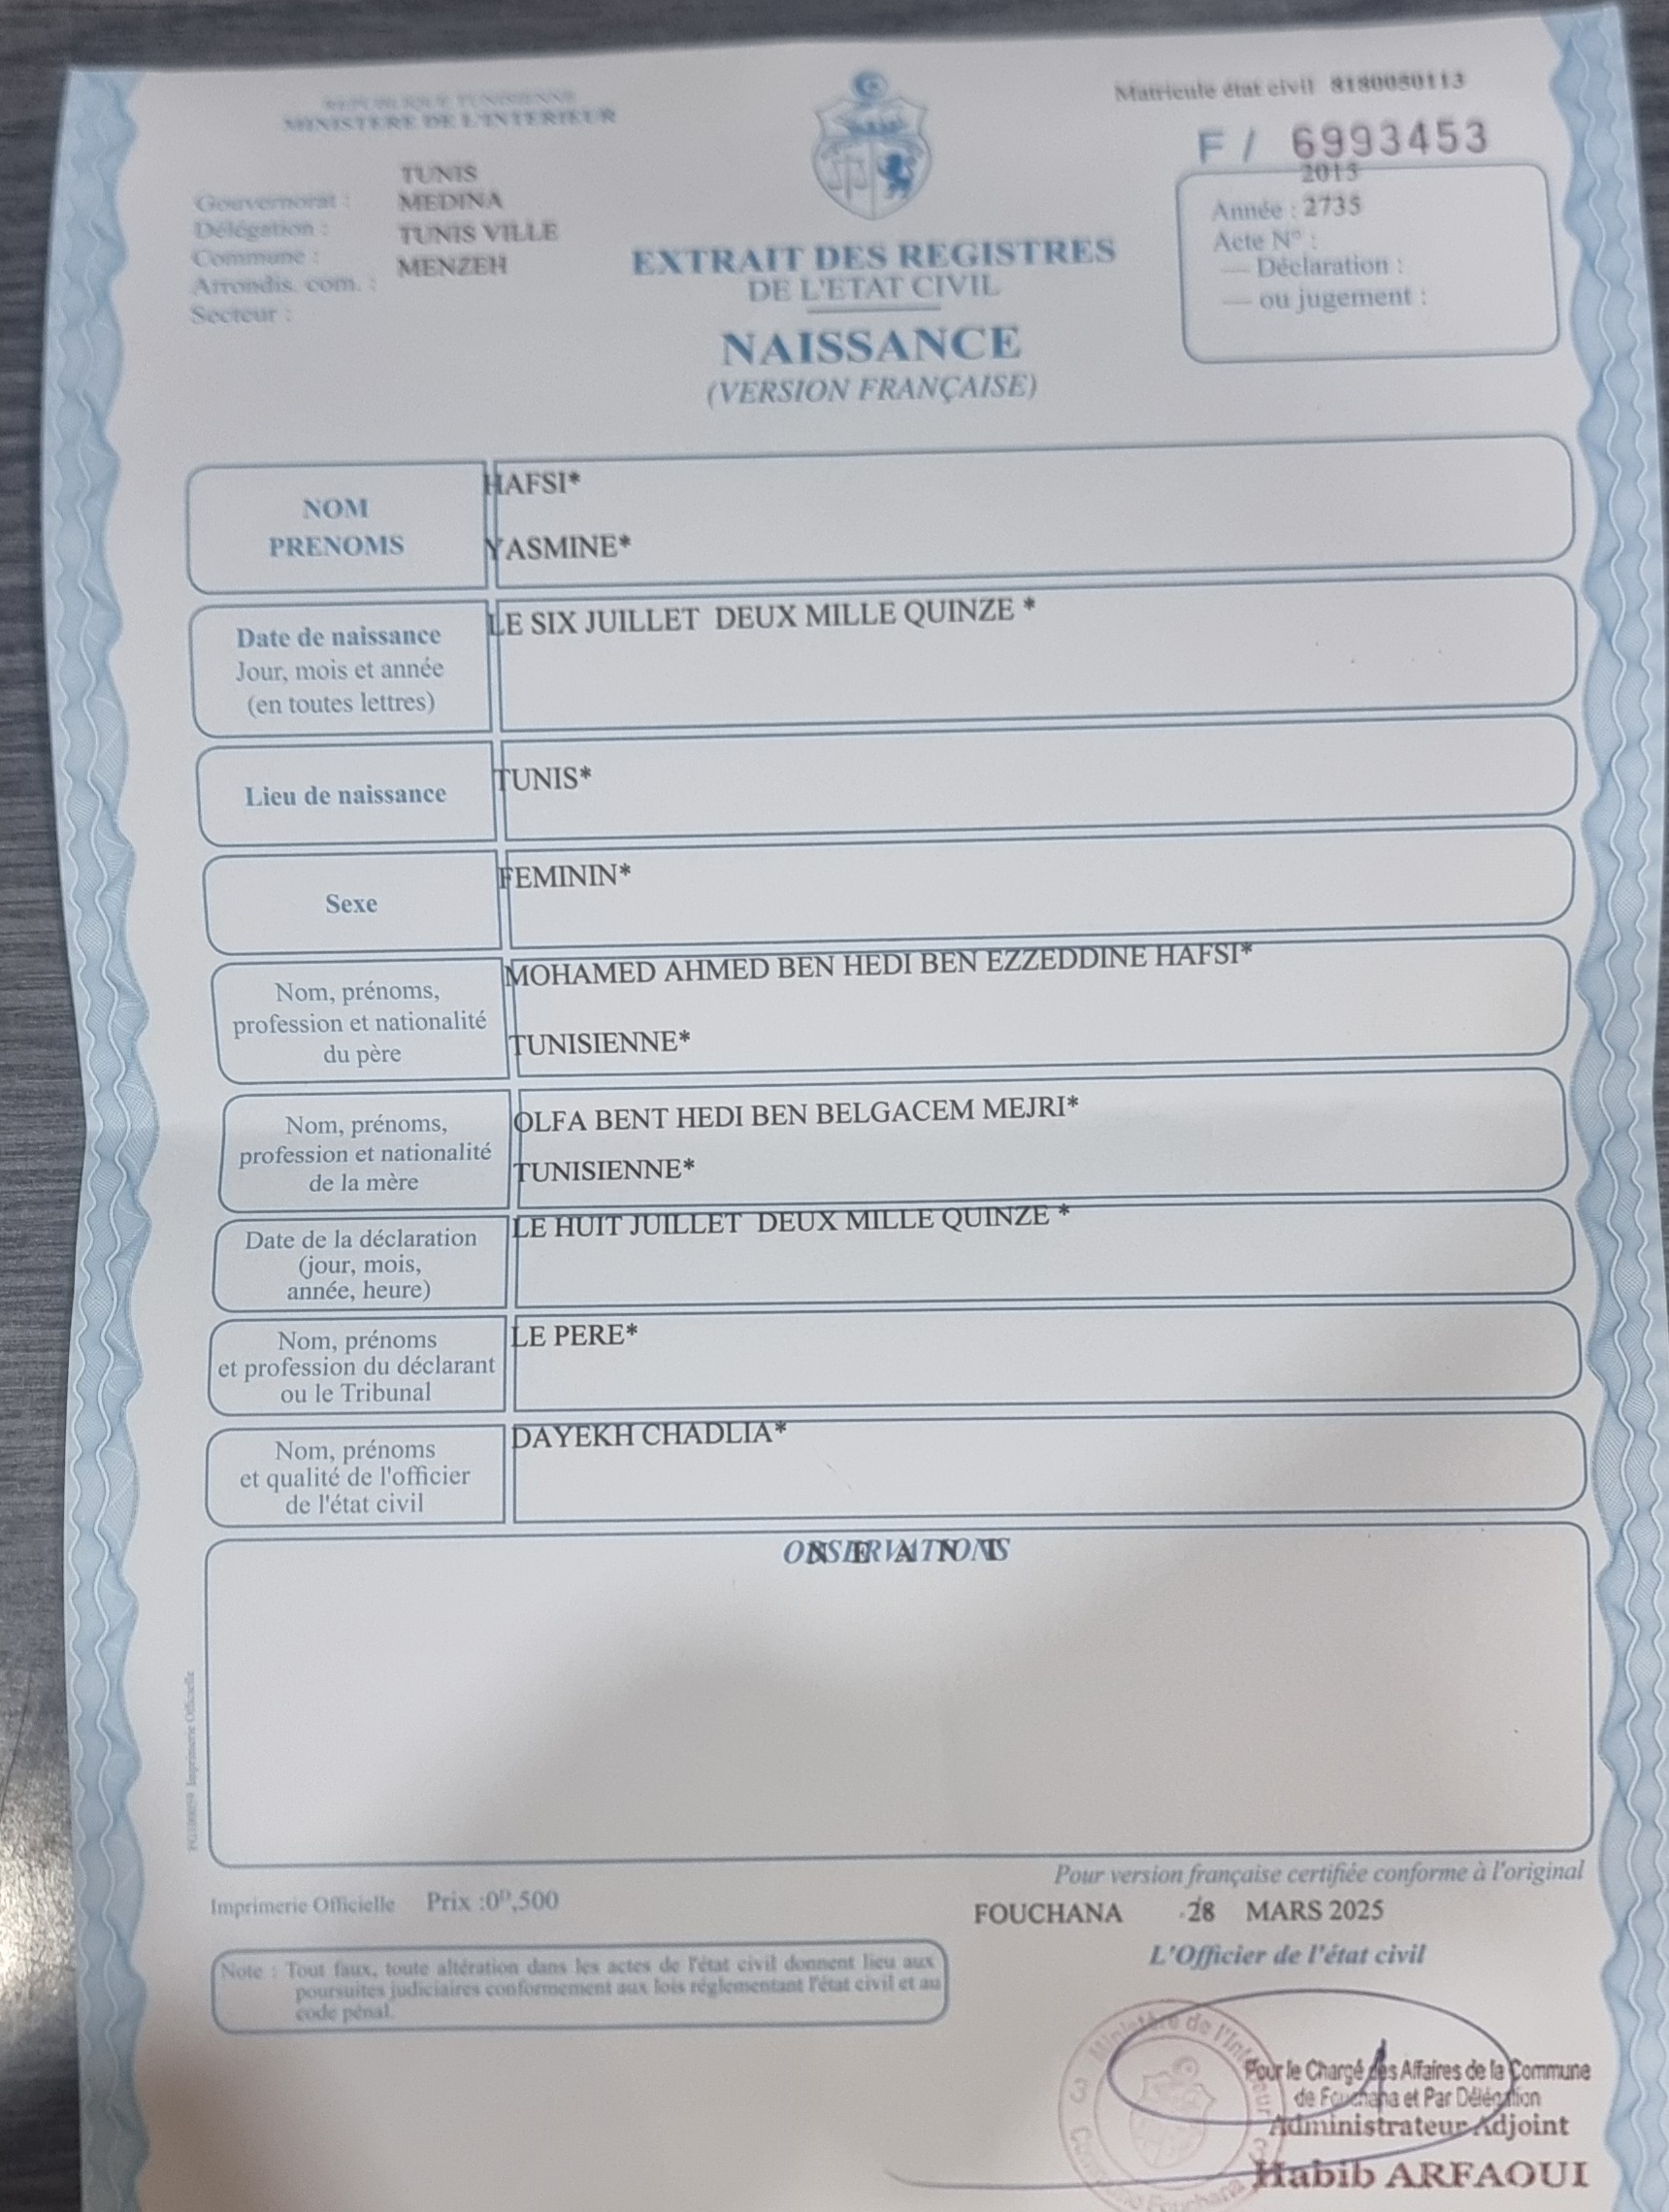 REPUBLIQUE TUNISIENNE
MINISTERE DE L'INTERIEUR
Matricule état civil 8180050113
F / 6993453
Gouvernorat : TUNIS
Délégation : MEDINA
Commune : TUNIS VILLE
Arrondis. com. : MENZEH
Secteur :
2015
Année : 2735
Acte N° :
— Déclaration :
— ou jugement :
EXTRAIT DES REGISTRES
DE L'ETAT CIVIL
NAISSANCE
(VERSION FRANÇAISE)
NOM
HAFSI*
PRENOMS
YASMINE*
Date de naissance
Jour, mois et année
(en toutes lettres)
LE SIX JUILLET DEUX MILLE QUINZE *
Lieu de naissance
TUNIS*
Sexe
FEMININ*
Nom, prénoms,
profession et nationalité
du père
MOHAMED AHMED BEN HEDI BEN EZZEDDINE HAFSI*
TUNISIENNE*
Nom, prénoms,
profession et nationalité
de la mère
OLFA BENT HEDI BEN BELGACEM MEJRI*
TUNISIENNE*
Date de la déclaration
(jour, mois,
année, heure)
LE HUIT JUILLET DEUX MILLE QUINZE *
Nom, prénoms
et profession du déclarant
ou le Tribunal
LE PERE*
Nom, prénoms
et qualité de l'officier
de l'état civil
DAYEKH CHADLIA*
OBSERVATIONS
N E A N T
Imprimerie Officielle
Pour version française certifiée conforme à l'original
Imprimerie Officielle Prix :0ᴰ,500
FOUCHANA 28 MARS 2025
L'Officier de l'état civil
Note : Tout faux, toute altération dans les actes de l'état civil donnent lieu aux
poursuites judiciaires conformement aux lois réglementant l'état civil et au
code pénal.
Ministère de l'Intérieur
Commune Fouchana
Pour le Chargé des Affaires de la Commune
de Fouchana et Par Délégation
Administrateur Adjoint
Habib ARFAOUI